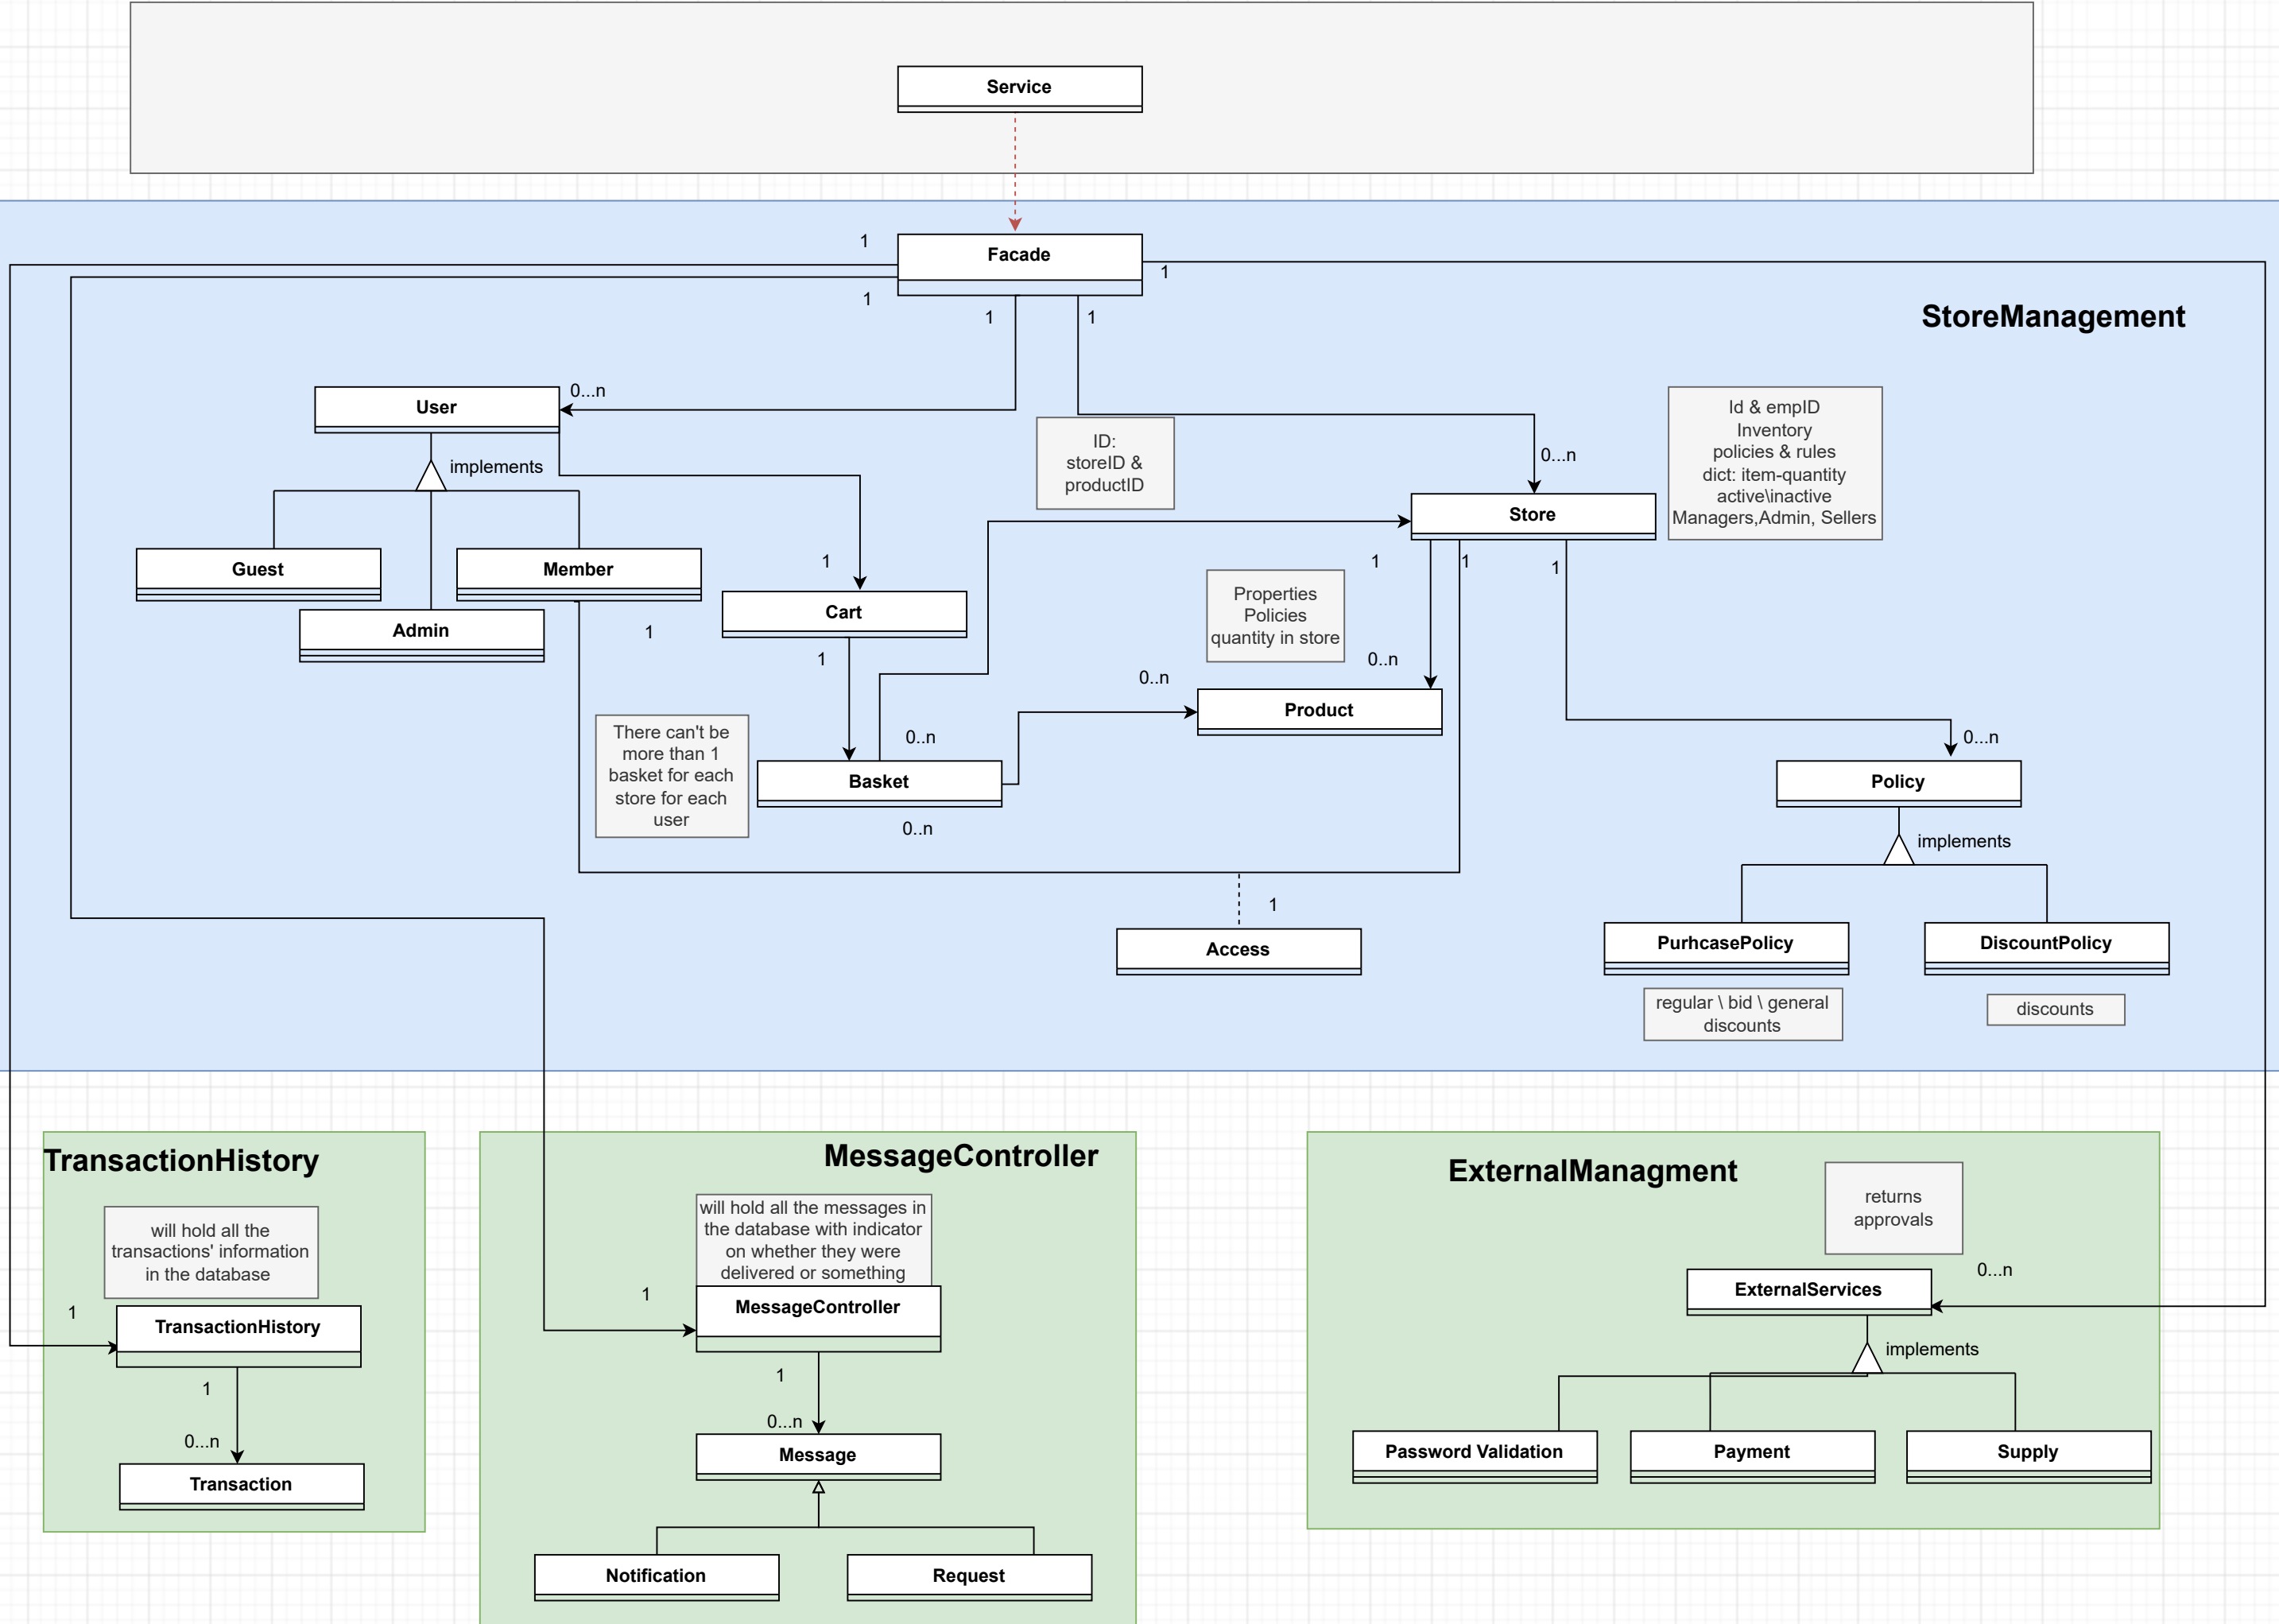 Service
1
Facade
1
1
1
1
StoreManagement
User
0...n
implements
ID:
storeID &
productID
Id & empID
Inventory
policies & rules
dict: item-quantity
active\inactive
Managers,Admin, Sellers
0...n
Store
Guest
Member
Admin
1
1
Cart
1
1
1
1
Properties
Policies
quantity in store
0..n
0..n
Product
There can't be
more than 1
basket for each
store for each
user
0..n
Basket
0..n
0...n
Policy
implements
1
Access
PurhcasePolicy
DiscountPolicy
regular \ bid \ general
discounts
discounts
TransactionHistory
will hold all the
transactions' information
in the database
1
TransactionHistory
1
0...n
Transaction
MessageController
will hold all the messages in
the database with indicator
on whether they were
delivered or something
1
MessageController
1
0...n
Message
Notification
Request
ExternalManagment
returns
approvals
0...n
ExternalServices
implements
Password Validation
Payment
Supply